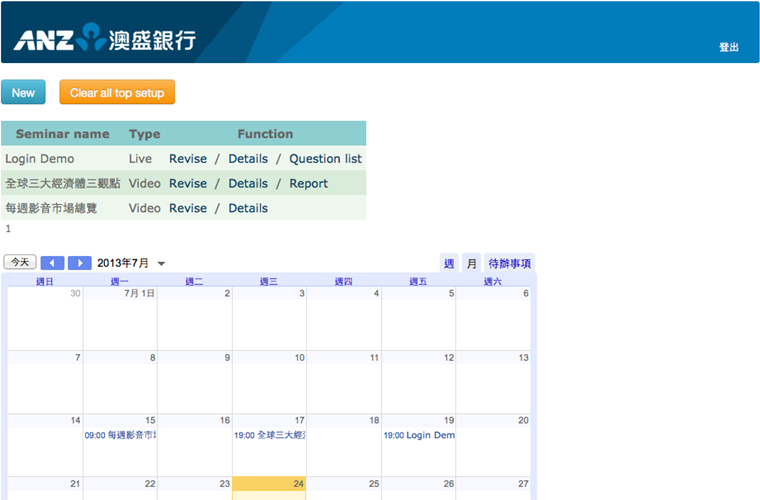 ANZ 澳盛銀行
登出
New Clear all top setup
Seminar name Type Function
Login Demo Live Revise / Details / Question list
全球三大經濟體三觀點 Video Revise / Details / Report
每週影音市場總覽 Video Revise / Details
1
今天 2013年7月 週 月 待辦事項
週日 週一 週二 週三 週四 週五 週六
30 7月 1日 2 3 4 5 6
7 8 9 10 11 12 13
14 15 16 17 18 19 20
09:00 每週影音市 19:00 全球三大經濟 19:00 Login Dem
21 22 23 24 25 26 27